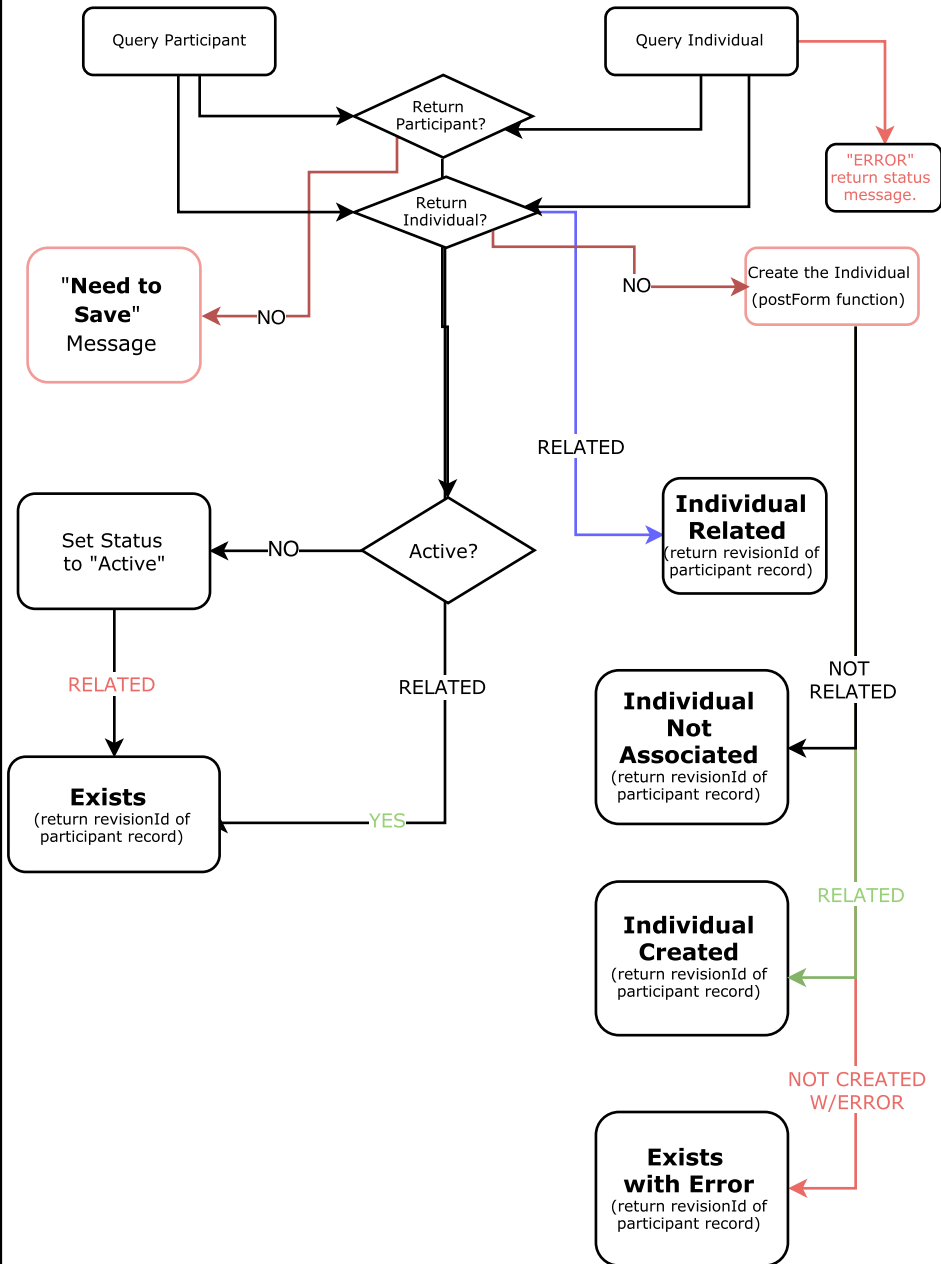 Query Participant
Query Individual
Return
Participant?
"ERROR"
return status
message.
Return
Individual?
"Need to
Save"
Message
NO
NO
Create the Individual
(postForm function)
RELATED
Individual
Related
(return revisionId of
participant record)
Set Status
to "Active"
NO
Active?
RELATED
RELATED
NOT
RELATED
Individual
Not
Associated
(return revisionId of
participant record)
Exists
(return revisionId of
participant record)
YES
RELATED
Individual
Created
(return revisionId of
participant record)
NOT CREATED
W/ERROR
Exists
with Error
(return revisionId of
participant record)